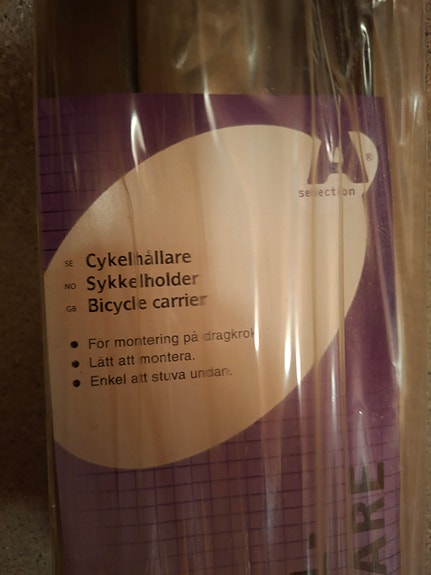 A®
selection
SE Cykelhållare
NO Sykkelholder
GB Bicycle carrier
• För montering på dragkrok.
• Lätt att montera.
• Enkel att stuva undan.
ARE